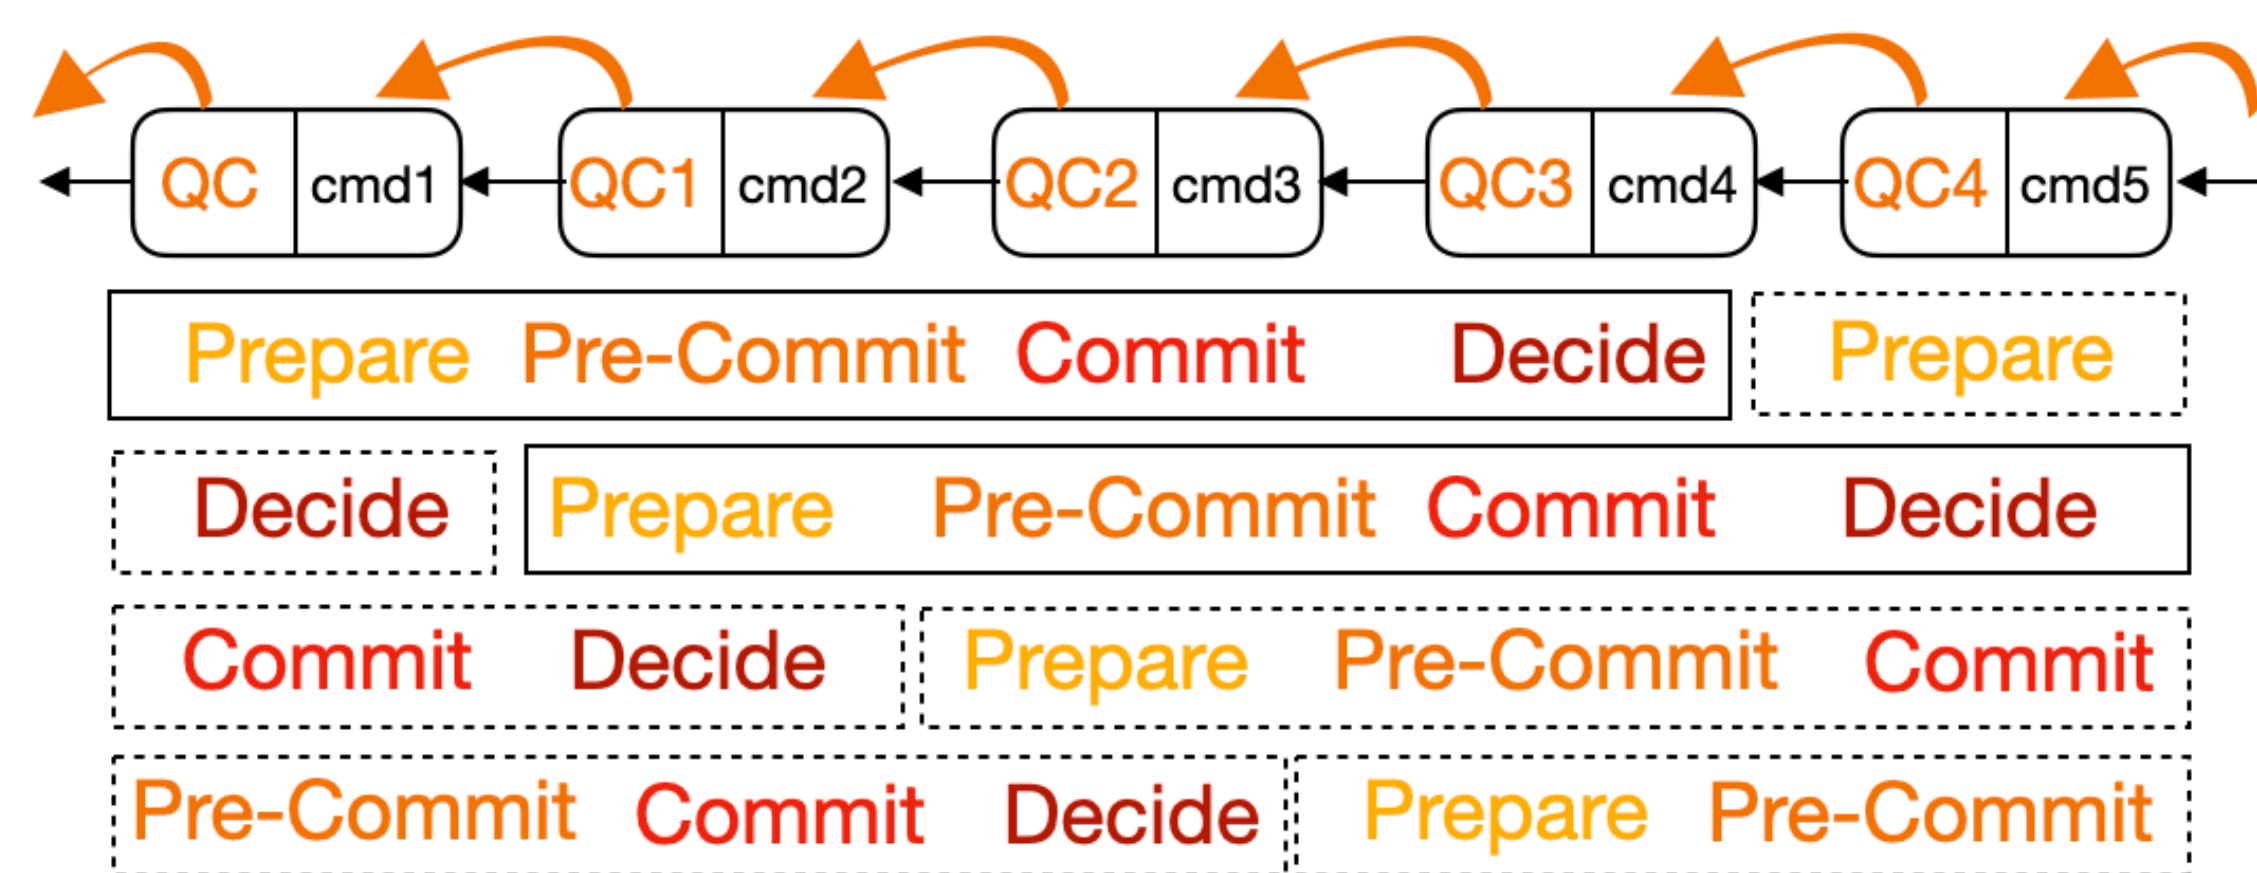 QC cmd1 QC1 cmd2 QC2 cmd3 QC3 cmd4 QC4 cmd5
Prepare Pre-Commit Commit Decide Prepare
Decide Prepare Pre-Commit Commit Decide
Commit Decide Prepare Pre-Commit Commit
Pre-Commit Commit Decide Prepare Pre-Commit